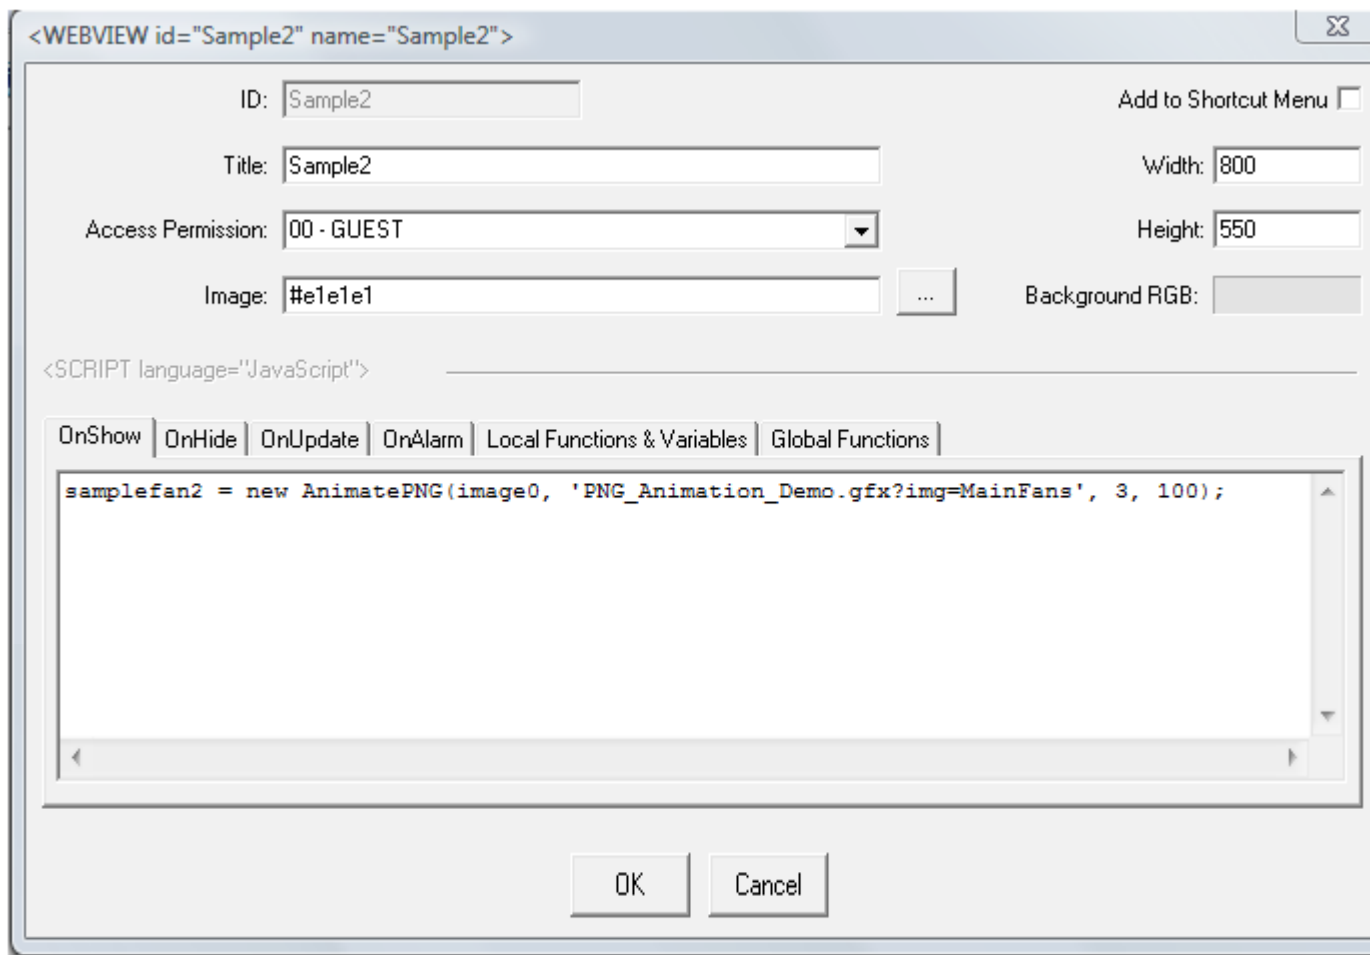 <WEBVIEW id="Sample2" name="Sample2">
ID: Sample2 Add to Shortcut Menu
Title: Sample2 Width: 800
Access Permission: 00 - GUEST Height: 550
Image: #e1e1e1 ... Background RGB:
<SCRIPT language="JavaScript">
OnShow OnHide OnUpdate OnAlarm Local Functions & Variables Global Functions
samplefan2 = new AnimatePNG(image0, 'PNG_Animation_Demo.gfx?img=MainFans', 3, 100);
OK Cancel